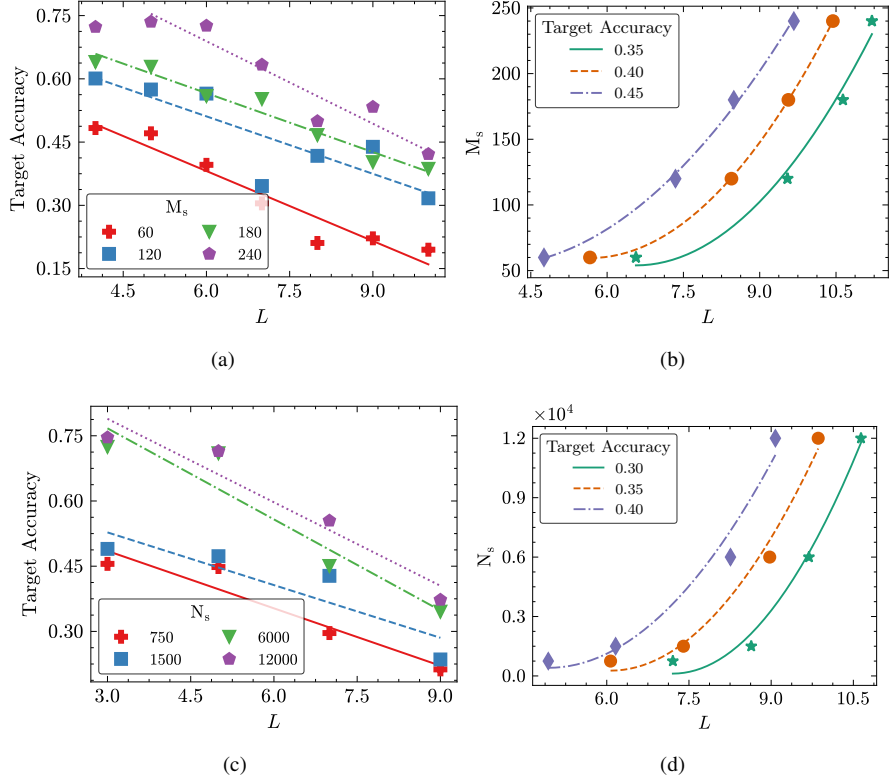 0.75
0.60
0.45
0.30
0.15
Target Accuracy
M_s
60
180
120
240
4.5 6.0 7.5 9.0
L
(a)
250
200
150
100
50
M_s
Target Accuracy
0.35
0.40
0.45
4.5 6.0 7.5 9.0 10.5
L
(b)
0.75
0.60
0.45
0.30
Target Accuracy
N_s
750
6000
1500
12000
3.0 4.5 6.0 7.5 9.0
L
(c)
×10⁴
1.2
0.9
0.6
0.3
0.0
N_s
Target Accuracy
0.30
0.35
0.40
6.0 7.5 9.0 10.5
L
(d)